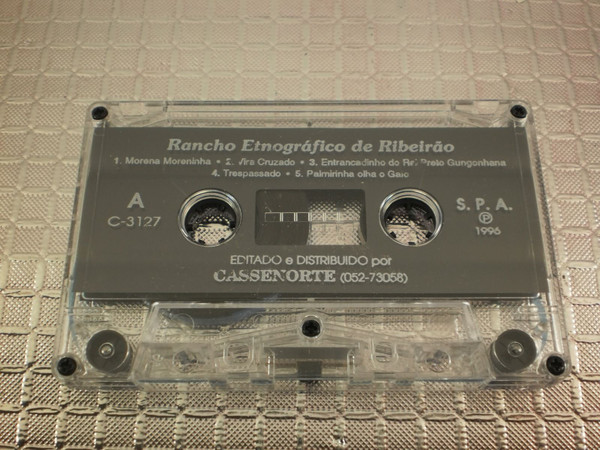 Rancho Etnográfico de Ribeirão
1. Morena Moreninha • 2. Vira Cruzado • 3. Entrancadinho do Rei Preto Gungonhana
4. Trespassado • 5. Palmirinha olha o Gaio
A
C-3127
S. P. A.
Ⓟ
1996
EDITADO e DISTRIBUIDO por
CASSENORTE (052-73058)